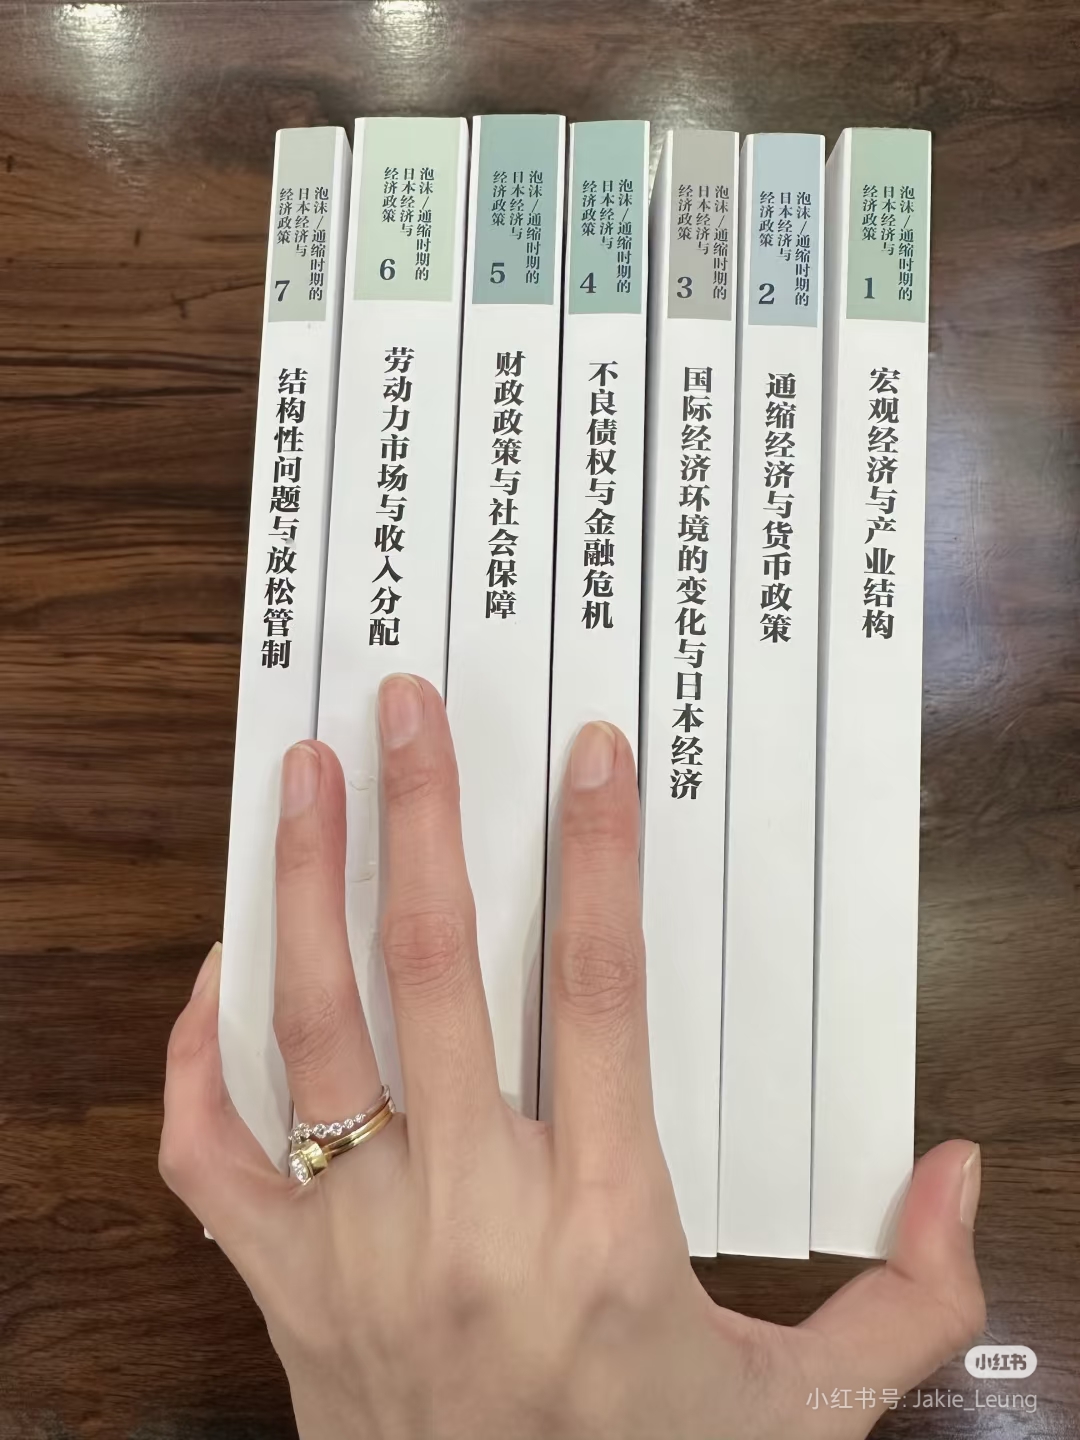 泡沫/通缩时期的
日本经济与
经济政策
7
结构性问题与放松管制
泡沫/通缩时期的
日本经济与
经济政策
6
劳动力市场与收入分配
泡沫/通缩时期的
日本经济与
经济政策
5
财政政策与社会保障
泡沫/通缩时期的
日本经济与
经济政策
4
不良债权与金融危机
泡沫/通缩时期的
日本经济与
经济政策
3
国际经济环境的变化与日本经济
泡沫/通缩时期的
日本经济与
经济政策
2
通缩经济与货币政策
泡沫/通缩时期的
日本经济与
经济政策
1
宏观经济与产业结构
小红书
小红书号: Jakie_Leung